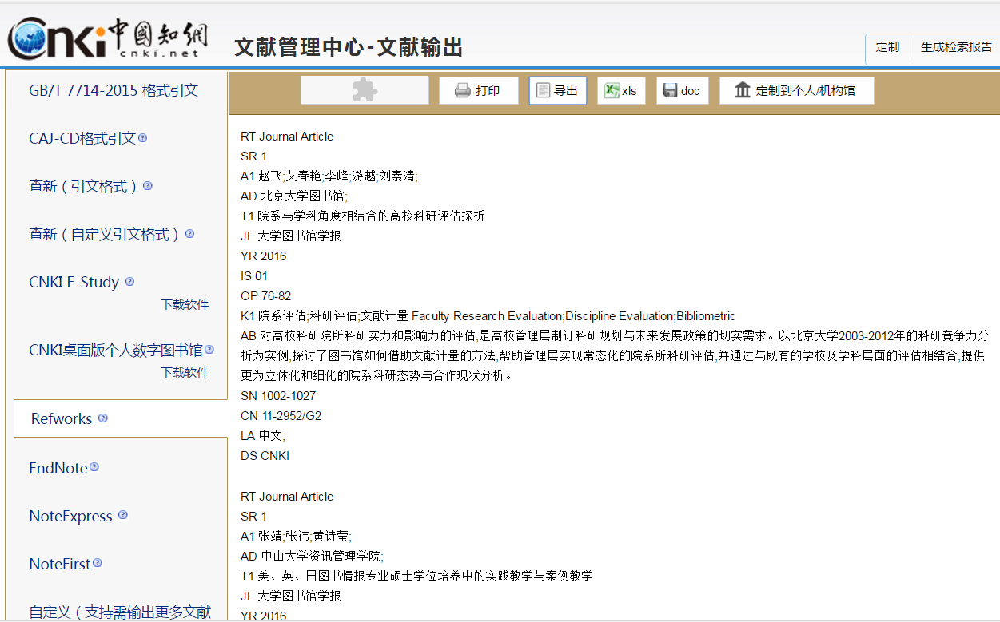 CNKI中国知网
cnki.net
文献管理中心-文献输出
定制
生成检索报告
GB/T 7714-2015 格式引文
CAJ-CD格式引文
查新（引文格式）
查新（自定义引文格式）
CNKI E-Study
下载软件
CNKI桌面版个人数字图书馆
下载软件
Refworks
EndNote
NoteExpress
NoteFirst
自定义（支持需输出更多文献
打印
导出
xls
doc
定制到个人/机构馆
RT Journal Article
SR 1
A1 赵飞;艾春艳;李峰;游越;刘素清;
AD 北京大学图书馆;
T1 院系与学科角度相结合的高校科研评估探析
JF 大学图书馆学报
YR 2016
IS 01
OP 76-82
K1 院系评估;科研评估;文献计量 Faculty Research Evaluation;Discipline Evaluation;Bibliometric
AB 对高校科研院所科研实力和影响力的评估,是高校管理层制订科研规划与未来发展政策的切实需求。以北京大学2003-2012年的科研竞争力分
析为实例,探讨了图书馆如何借助文献计量的方法,帮助管理层实现常态化的院系所科研评估,并通过与既有的学校及学科层面的评估相结合,提供
更为立体化和细化的院系科研态势与合作现状分析。
SN 1002-1027
CN 11-2952/G2
LA 中文;
DS CNKI
RT Journal Article
SR 1
A1 张靖;张祎;黄诗莹;
AD 中山大学资讯管理学院;
T1 美、英、日图书情报专业硕士学位培养中的实践教学与案例教学
JF 大学图书馆学报
YR 2016